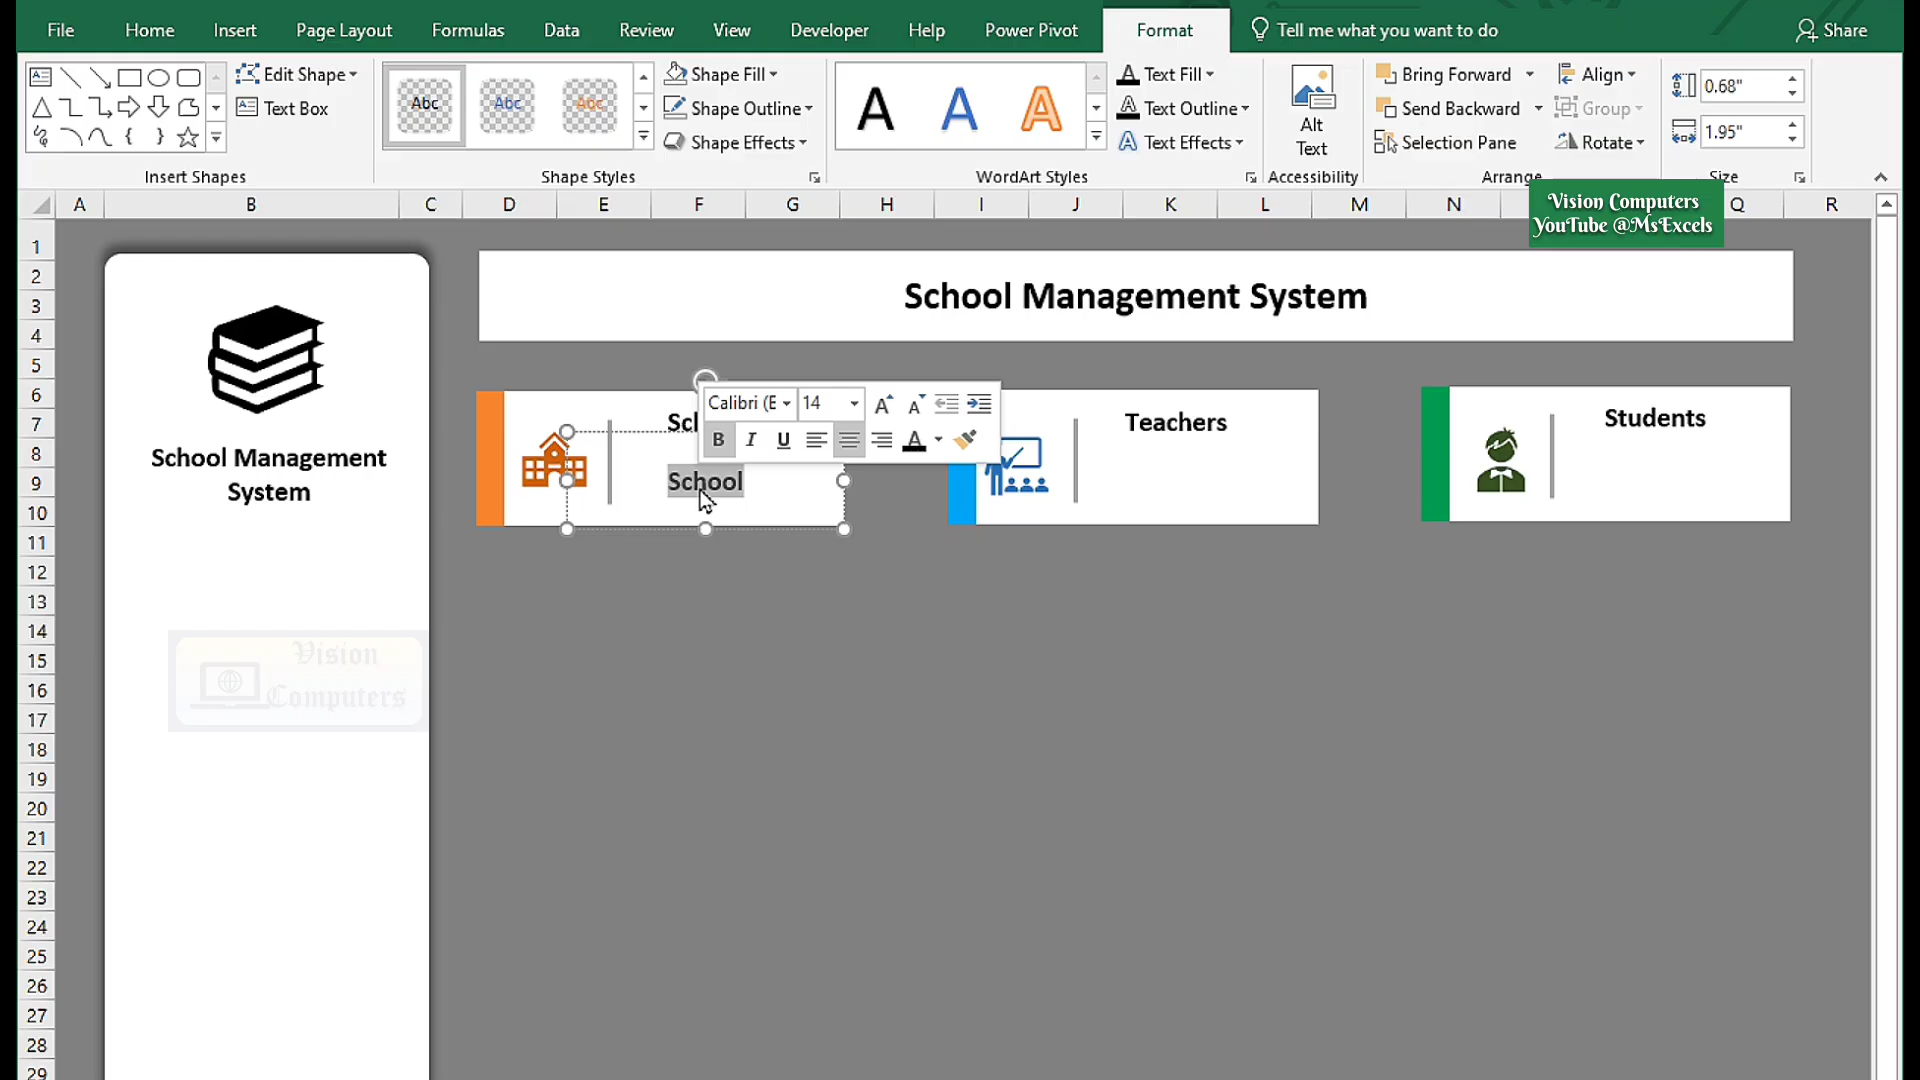 File Home Insert Page Layout Formulas Data Review View Developer Help Power Pivot Format Tell me what you want to do Share
Edit Shape
Text Box
Insert Shapes
Abc Abc Abc
Shape Fill
Shape Outline
Shape Effects
Shape Styles
A A A
Text Fill
Text Outline
Text Effects
WordArt Styles
Alt
Text
Accessibility
Bring Forward
Send Backward
Selection Pane
Align
Group
Rotate
Arrange
0.68"
1.95"
Size
Vision Computers
YouTube @MsExcels
A B C D E F G H I J K L M N Q R
1
2
3
4
5
6
7
8
9
10
11
12
13
14
15
16
17
18
19
20
21
22
23
24
25
26
27
28
29
School Management
System
Vision
Computers
School Management System
Calibri (E 14
B I U A
School
Teachers
Students